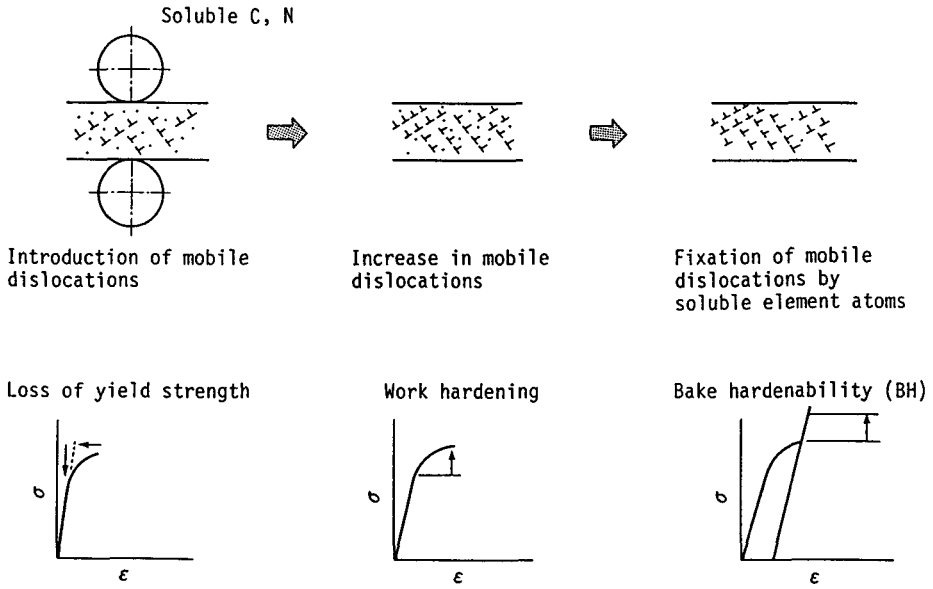 Soluble C, N
Introduction of mobile
dislocations
Increase in mobile
dislocations
Fixation of mobile
dislocations by
soluble element atoms
Loss of yield strength
Work hardening
Bake hardenability (BH)
σ
ε
σ
ε
σ
ε